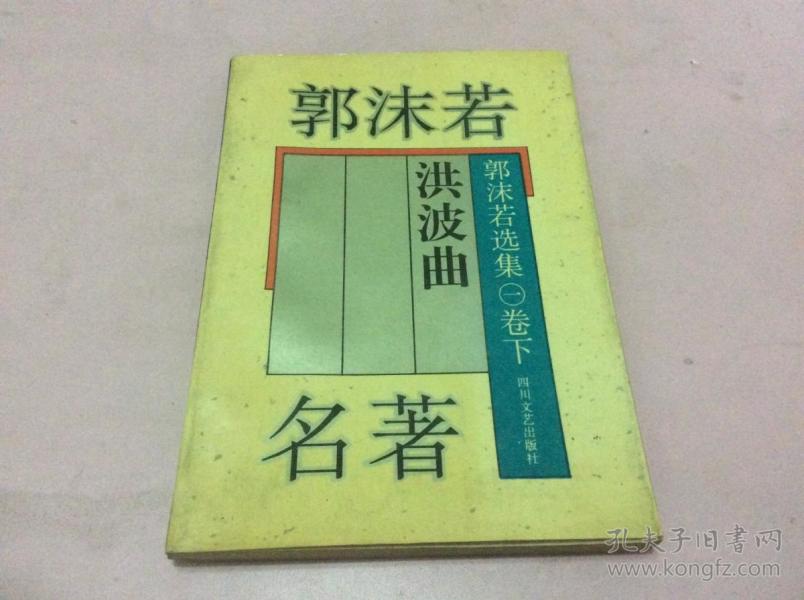 郭沫若
洪波曲
郭沫若选集㊀卷下
四川文艺出版社
名著
孔夫子旧書网
www.kongfz.com